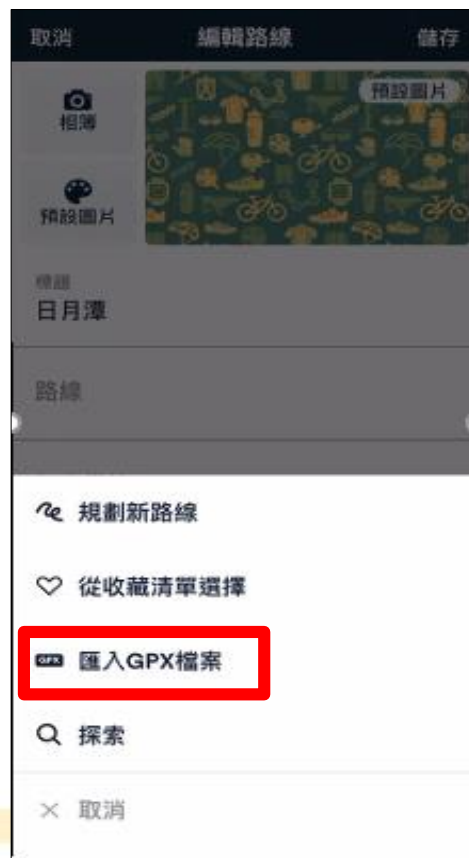 取消 編輯路線 儲存
相簿
預設圖片
預設圖片
標題
日月潭
路線
規劃新路線
從收藏清單選擇
GPX 匯入GPX檔案
探索
取消